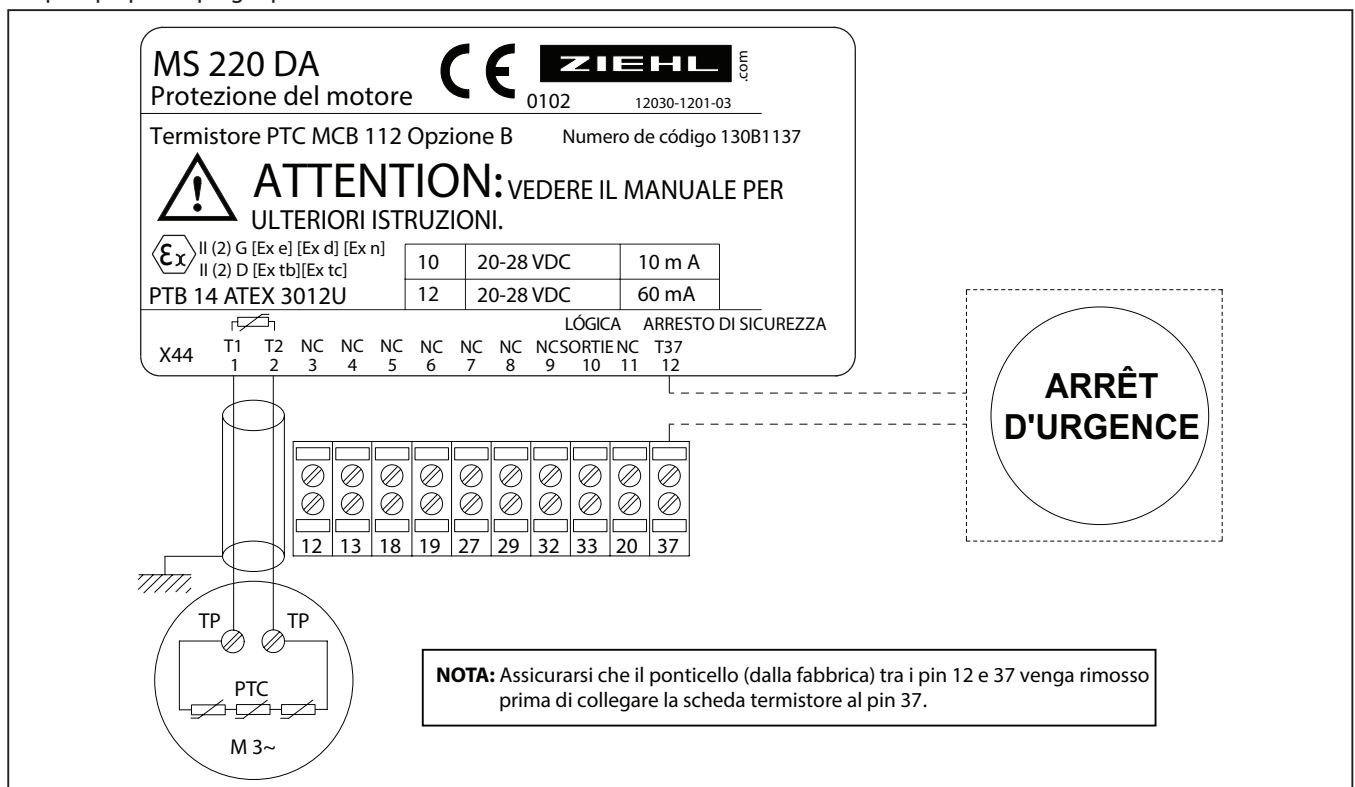 MS 220 DA
Protezione del motore
CE 0102
ZIEHL .com
12030-1201-03
Termistore PTC MCB 112 Opzione B
Numero de código 130B1137
ATTENTION: VEDERE IL MANUALE PER
ULTERIORI ISTRUZIONI.
Ex II (2) G [Ex e] [Ex d] [Ex n]
II (2) D [Ex tb][Ex tc]
PTB 14 ATEX 3012U
10 20-28 VDC 10 m A
12 20-28 VDC 60 mA
LÓGICA ARRESTO DI SICUREZZA
X44 T1 T2 NC NC NC NC NC NC NC SORTIE NC T37
1 2 3 4 5 6 7 8 9 10 11 12
ARRÊT
D'URGENCE
12 13 18 19 27 29 32 33 20 37
TP TP
PTC
M 3~
NOTA: Assicurarsi che il ponticello (dalla fabbrica) tra i pin 12 e 37 venga rimosso
prima di collegare la scheda termistore al pin 37.